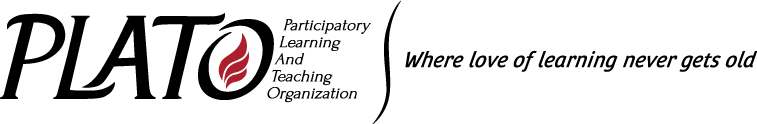 PLATO
Participatory
Learning
And
Teaching
Organization
Where love of learning never gets old